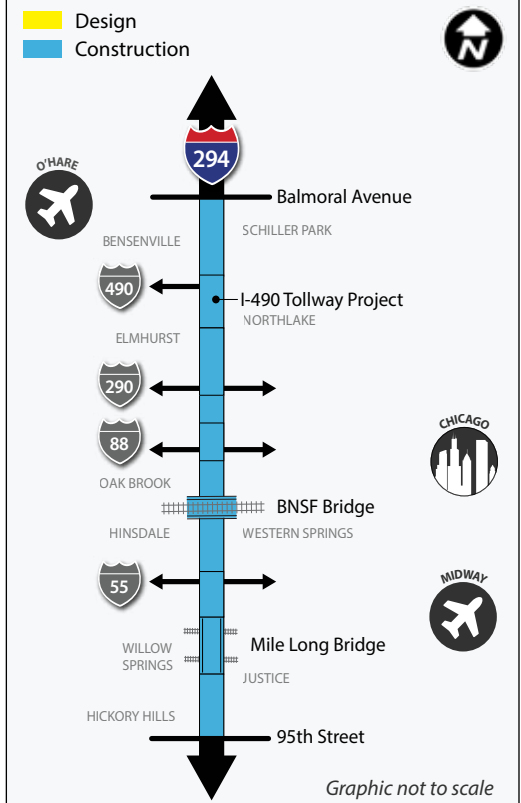 Design
Construction
N
294
O'HARE
Balmoral Avenue
SCHILLER PARK
BENSENVILLE
490
I-490 Tollway Project
NORTHLAKE
ELMHURST
290
88
CHICAGO
OAK BROOK
BNSF Bridge
HINSDALE
WESTERN SPRINGS
55
MIDWAY
WILLOW
SPRINGS
Mile Long Bridge
JUSTICE
HICKORY HILLS
95th Street
Graphic not to scale